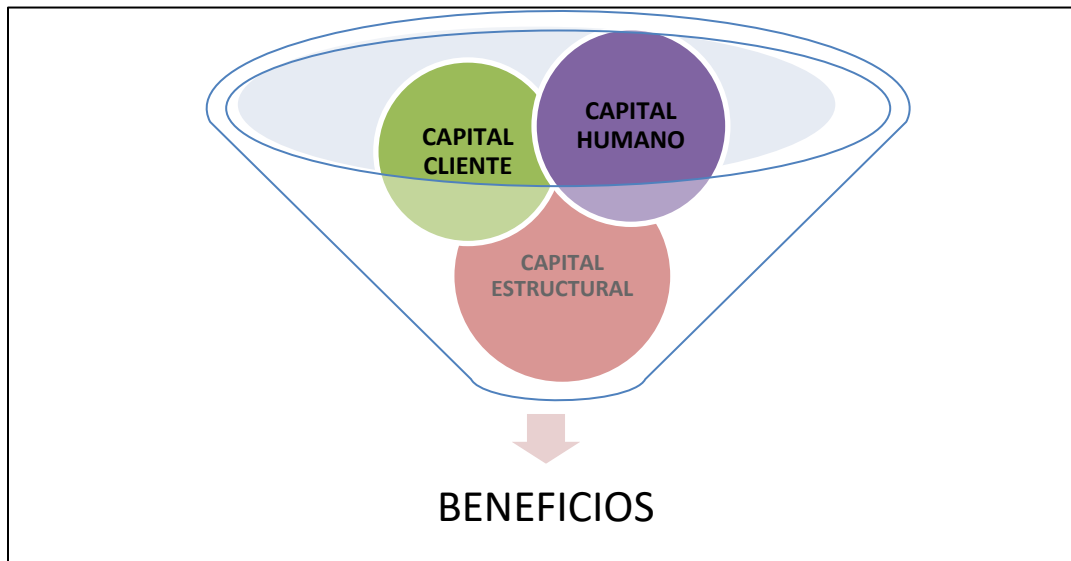 CAPITAL
HUMANO
CAPITAL
CLIENTE
CAPITAL
ESTRUCTURAL
BENEFICIOS